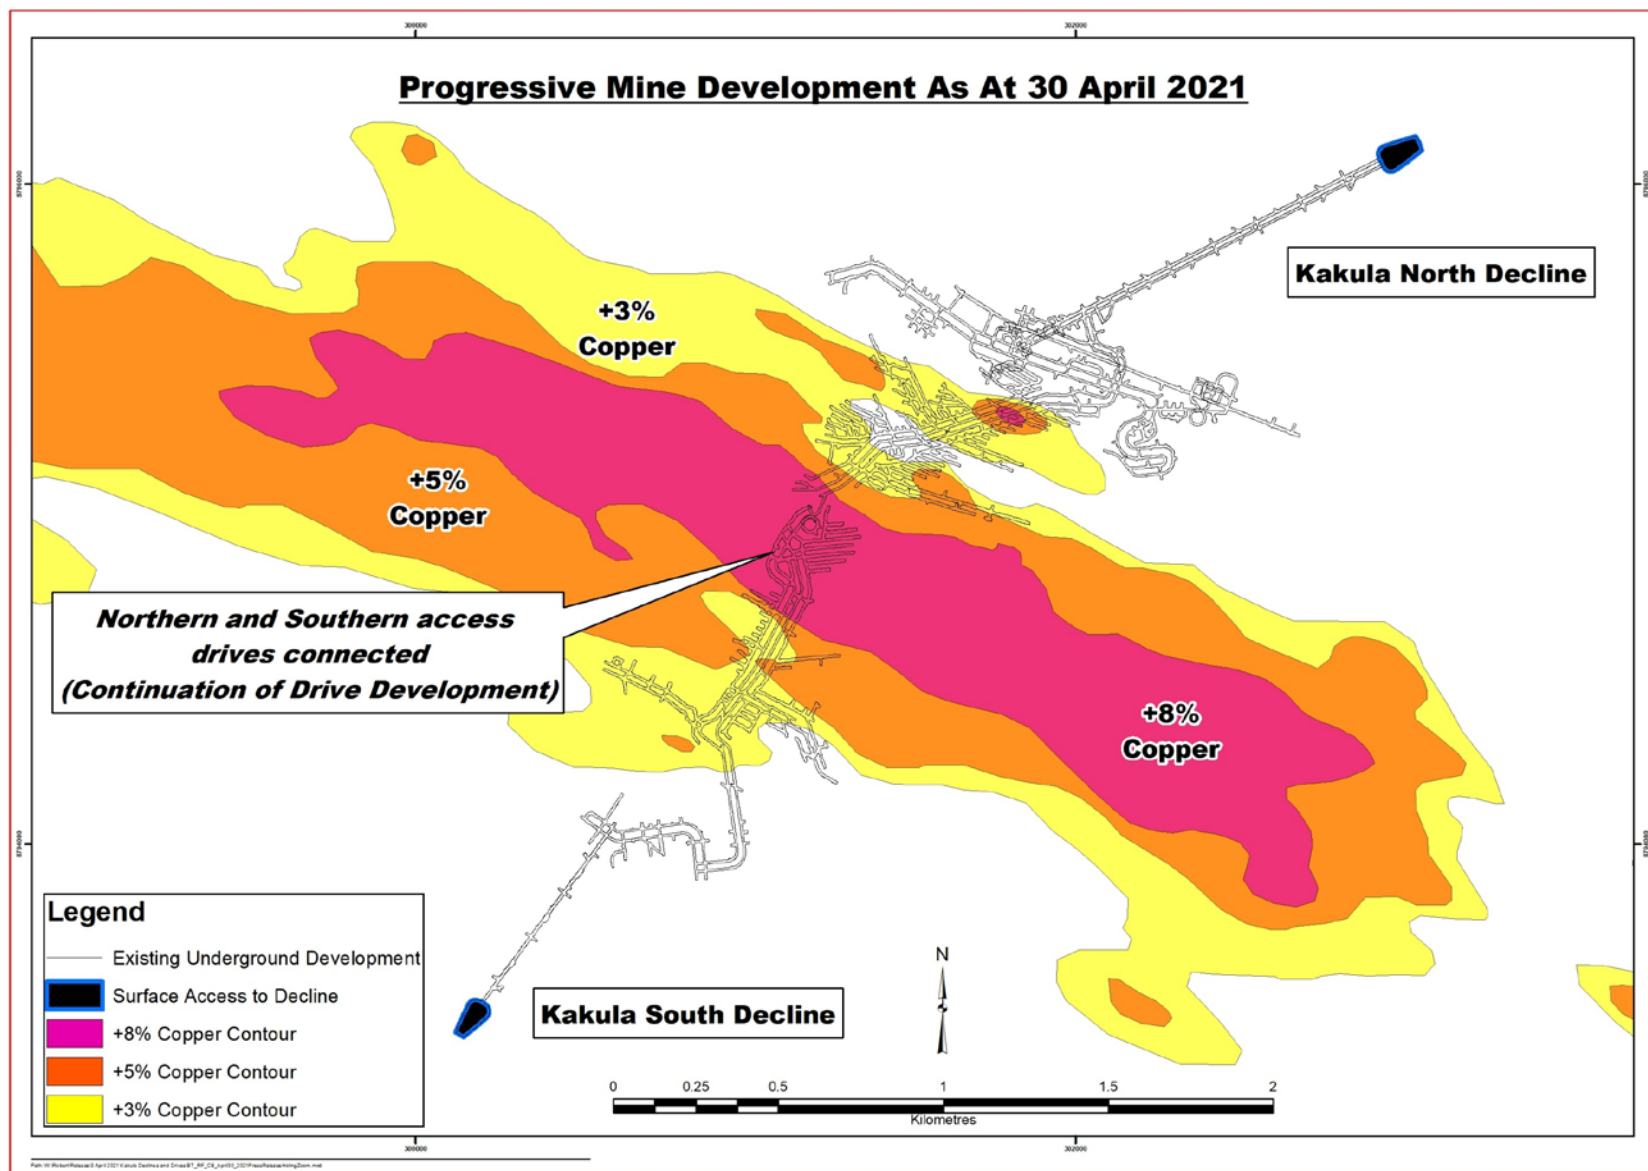 300000
302000
Progressive Mine Development As At 30 April 2021
Kakula North Decline
+3%
Copper
+5%
Copper
Northern and Southern access
drives connected
(Continuation of Drive Development)
+8%
Copper
Legend
Existing Underground Development
Surface Access to Decline
+8% Copper Contour
+5% Copper Contour
+3% Copper Contour
Kakula South Decline
N
0 0.25 0.5 1 1.5 2
Kilometres
300000
302000